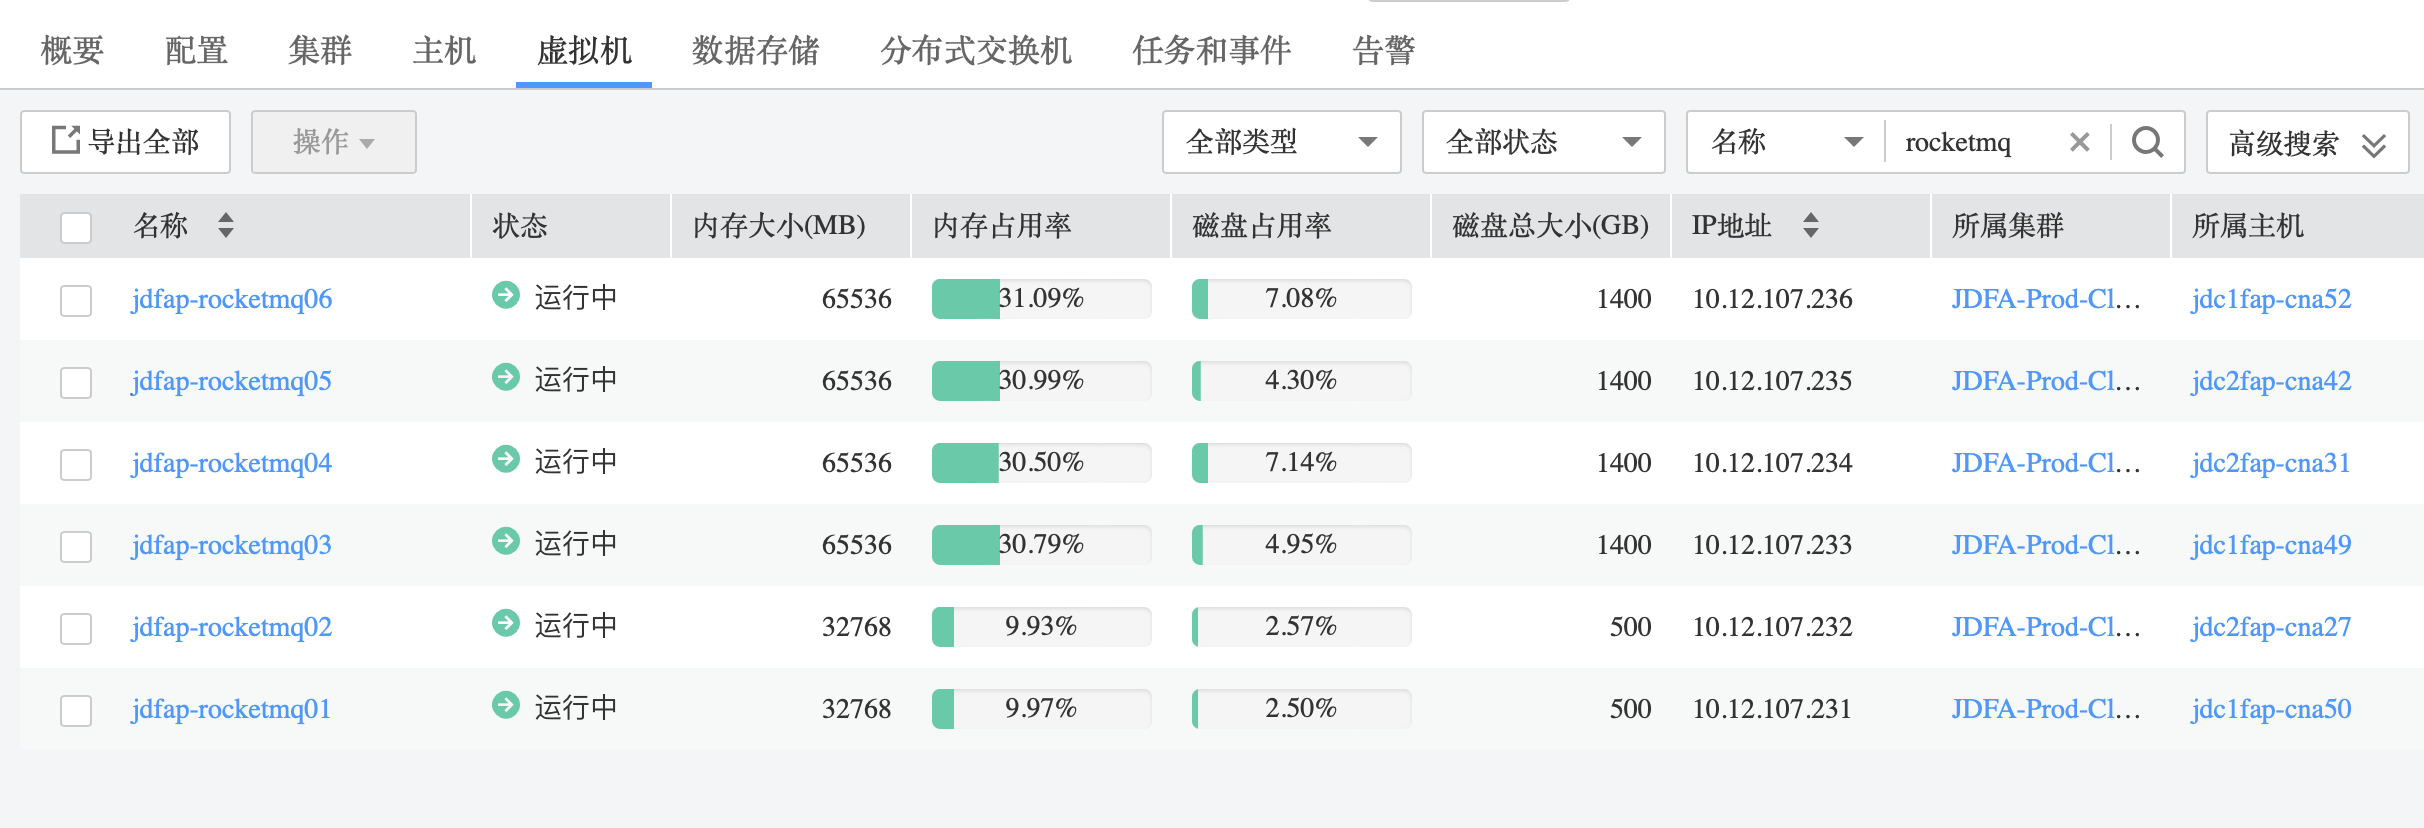 概要 配置 集群 主机 虚拟机 数据存储 分布式交换机 任务和事件 告警
导出全部 操作 全部类型 全部状态 名称 rocketmq 高级搜索
名称 状态 内存大小(MB) 内存占用率 磁盘占用率 磁盘总大小(GB) IP地址 所属集群 所属主机
jdfap-rocketmq06 运行中 65536 31.09% 7.08% 1400 10.12.107.236 JDFA-Prod-Cl... jdc1fap-cna52
jdfap-rocketmq05 运行中 65536 30.99% 4.30% 1400 10.12.107.235 JDFA-Prod-Cl... jdc2fap-cna42
jdfap-rocketmq04 运行中 65536 30.50% 7.14% 1400 10.12.107.234 JDFA-Prod-Cl... jdc2fap-cna31
jdfap-rocketmq03 运行中 65536 30.79% 4.95% 1400 10.12.107.233 JDFA-Prod-Cl... jdc1fap-cna49
jdfap-rocketmq02 运行中 32768 9.93% 2.57% 500 10.12.107.232 JDFA-Prod-Cl... jdc2fap-cna27
jdfap-rocketmq01 运行中 32768 9.97% 2.50% 500 10.12.107.231 JDFA-Prod-Cl... jdc1fap-cna50